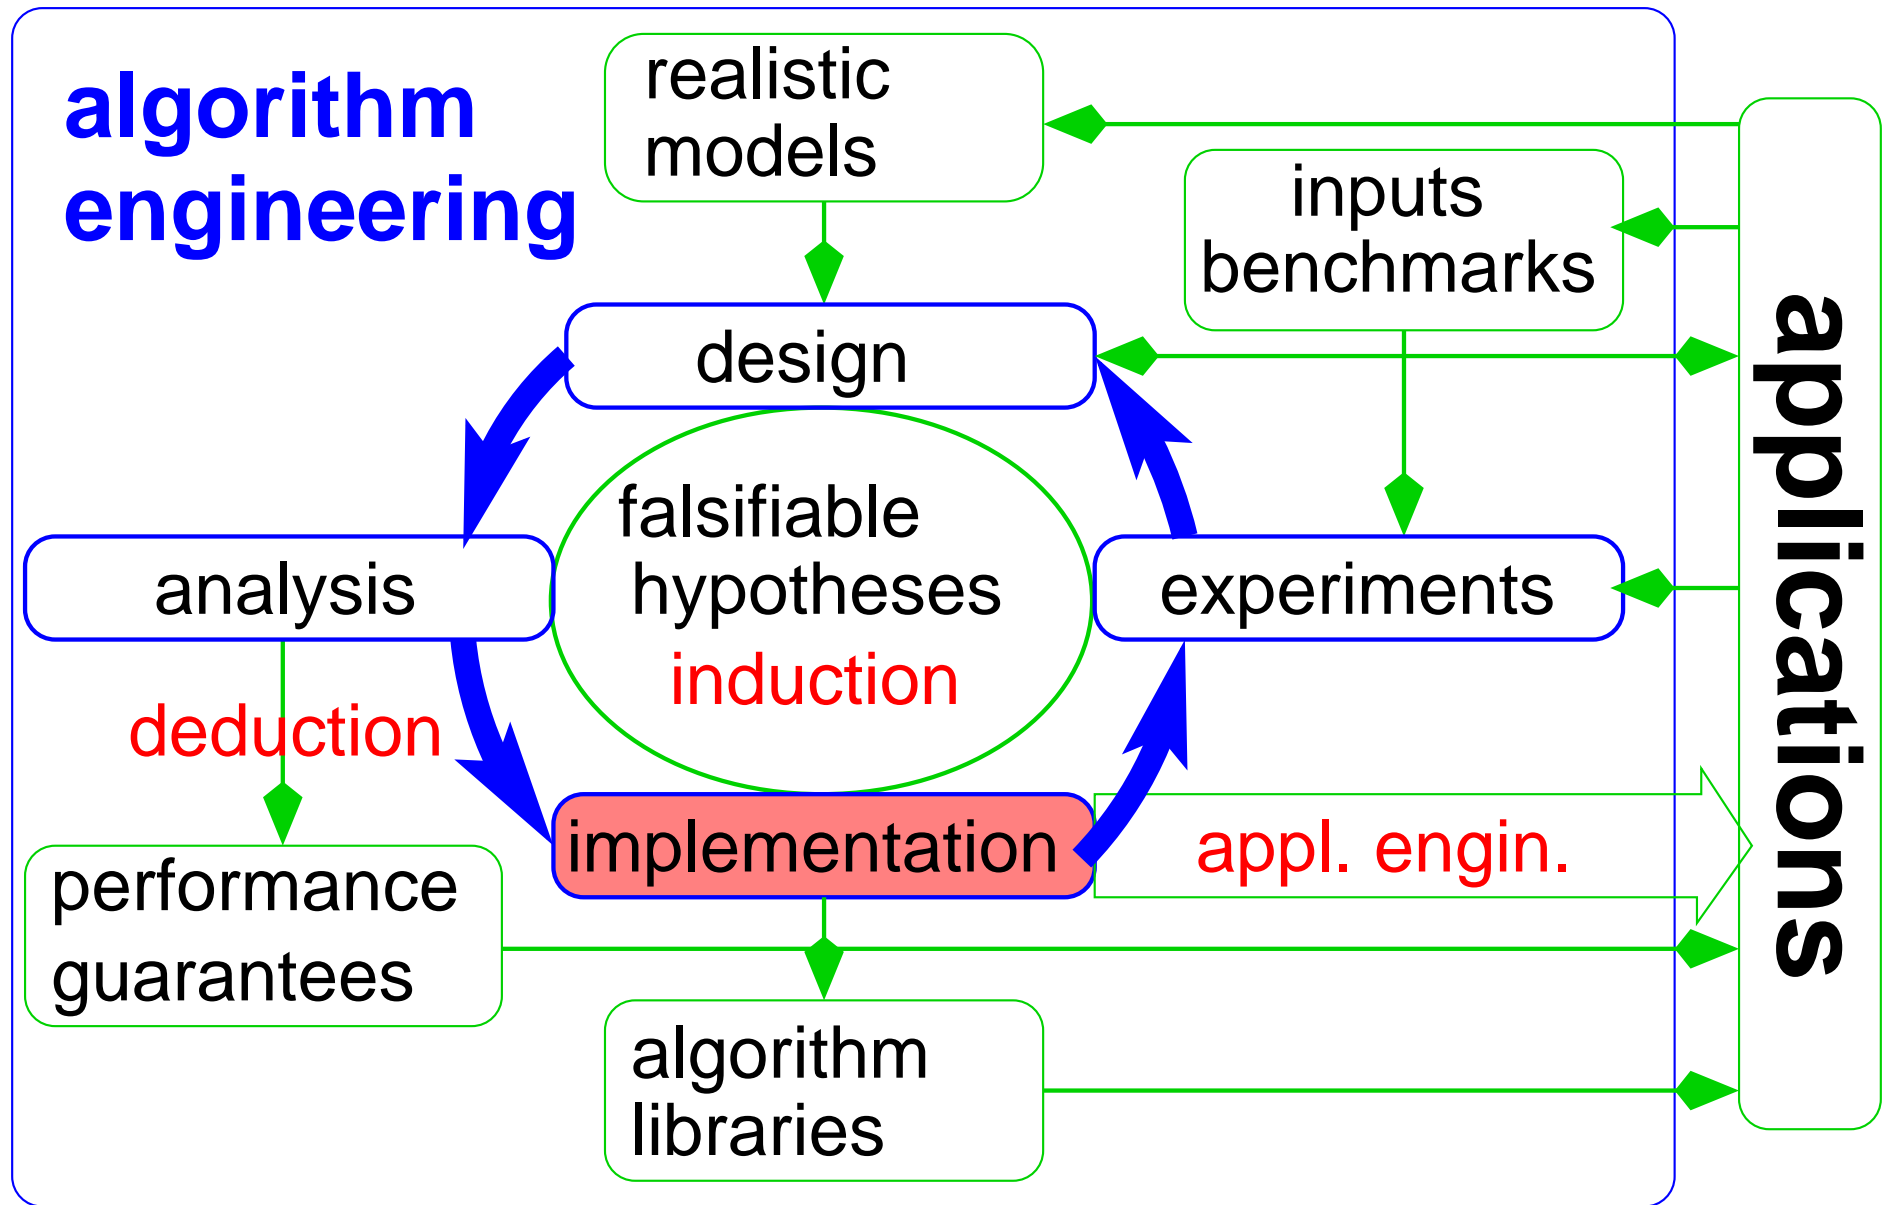 algorithm
engineering
realistic
models
inputs
benchmarks
design
falsifiable
hypotheses
induction
analysis
experiments
deduction
implementation
appl. engin.
performance
guarantees
algorithm
libraries
applications